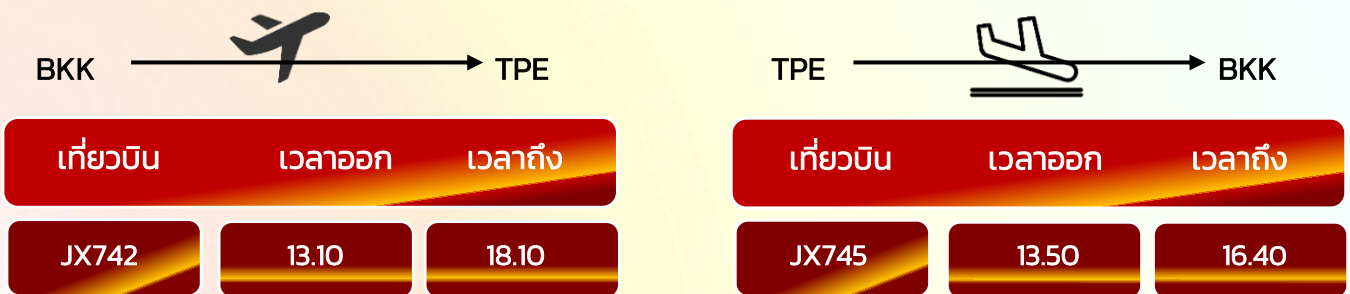 BKK TPE
เที่ยวบิน เวลาออก เวลาถึง
JX742 13.10 18.10
TPE BKK
เที่ยวบิน เวลาออก เวลาถึง
JX745 13.50 16.40